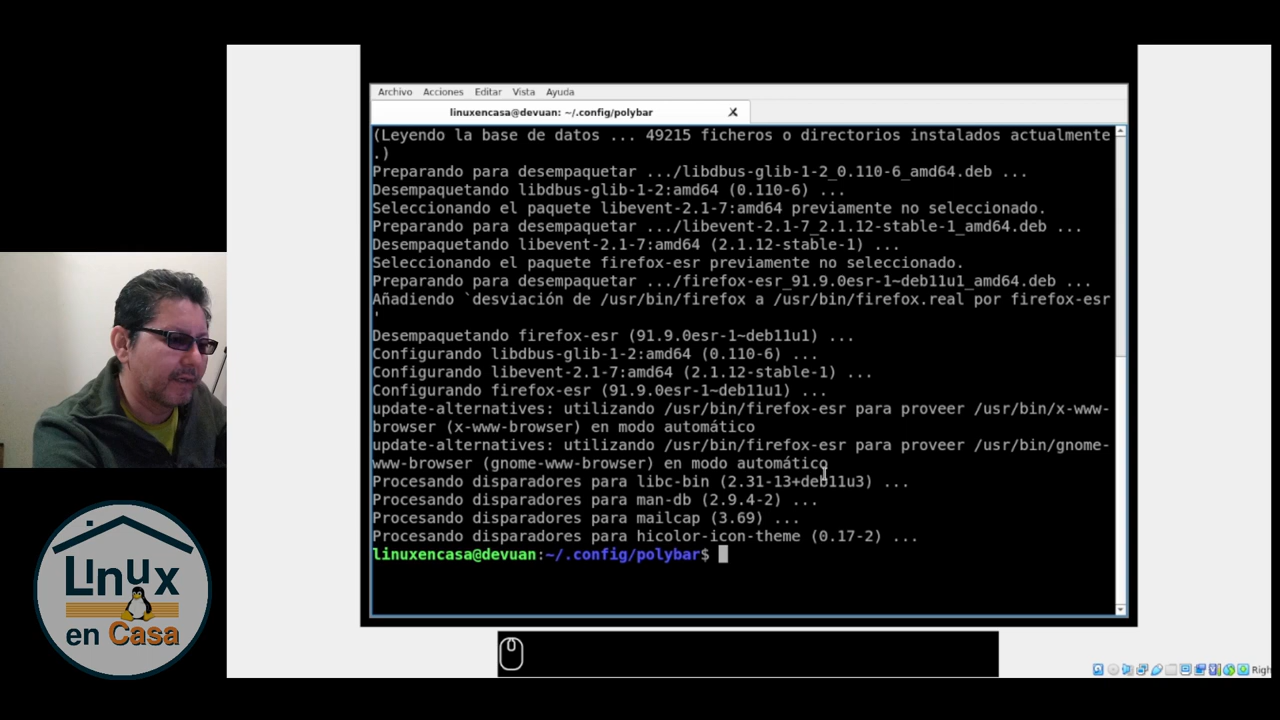 Archivo Acciones Editar Vista Ayuda
linuxencasa@devuan: ~/.config/polybar
(Leyendo la base de datos ... 49215 ficheros o directorios instalados actualmente
.)
Preparando para desempaquetar .../libdbus-glib-1-2_0.110-6_amd64.deb ...
Desempaquetando libdbus-glib-1-2:amd64 (0.110-6) ...
Seleccionando el paquete libevent-2.1-7:amd64 previamente no seleccionado.
Preparando para desempaquetar .../libevent-2.1-7_2.1.12-stable-1_amd64.deb ...
Desempaquetando libevent-2.1-7:amd64 (2.1.12-stable-1) ...
Seleccionando el paquete firefox-esr previamente no seleccionado.
Preparando para desempaquetar .../firefox-esr_91.9.0esr-1~deb11u1_amd64.deb ...
Añadiendo `desviación de /usr/bin/firefox a /usr/bin/firefox.real por firefox-esr
'
Desempaquetando firefox-esr (91.9.0esr-1~deb11u1) ...
Configurando libdbus-glib-1-2:amd64 (0.110-6) ...
Configurando libevent-2.1-7:amd64 (2.1.12-stable-1) ...
Configurando firefox-esr (91.9.0esr-1~deb11u1) ...
update-alternatives: utilizando /usr/bin/firefox-esr para proveer /usr/bin/x-www-
browser (x-www-browser) en modo automático
update-alternatives: utilizando /usr/bin/firefox-esr para proveer /usr/bin/gnome-
www-browser (gnome-www-browser) en modo automático
Procesando disparadores para libc-bin (2.31-13+deb11u3) ...
Procesando disparadores para man-db (2.9.4-2) ...
Procesando disparadores para mailcap (3.69) ...
Procesando disparadores para hicolor-icon-theme (0.17-2) ...
linuxencasa@devuan:~/.config/polybar$
Linux
en Casa
Righ